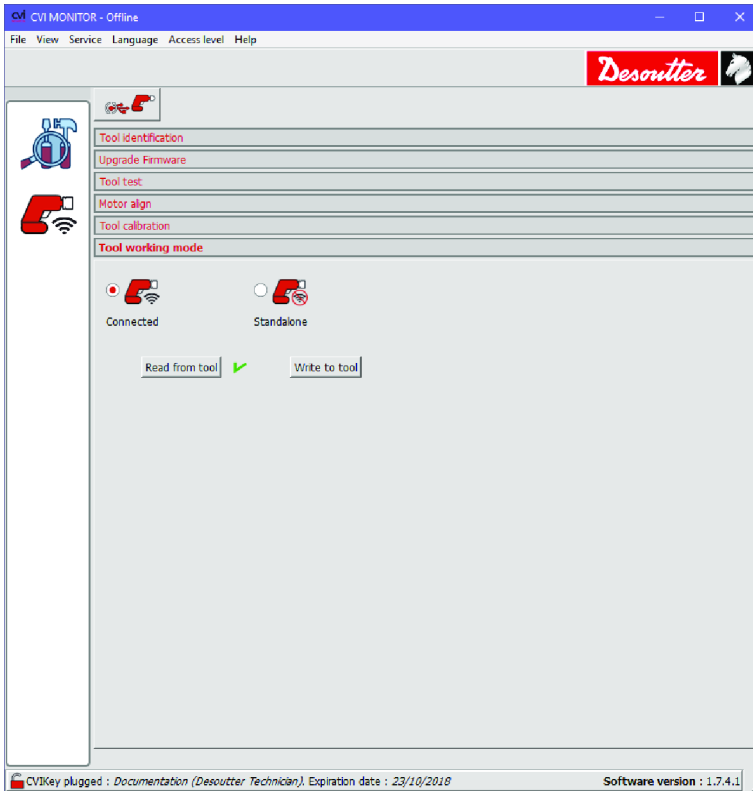 cvi CVI MONITOR - Offline
File View Service Language Access level Help
Desoutter
Tool identification
Upgrade Firmware
Tool test
Motor align
Tool calibration
Tool working mode
Connected Standalone
Read from tool Write to tool
CVIKey plugged : Documentation (Desoutter Technician). Expiration date : 23/10/2018 Software version : 1.7.4.1